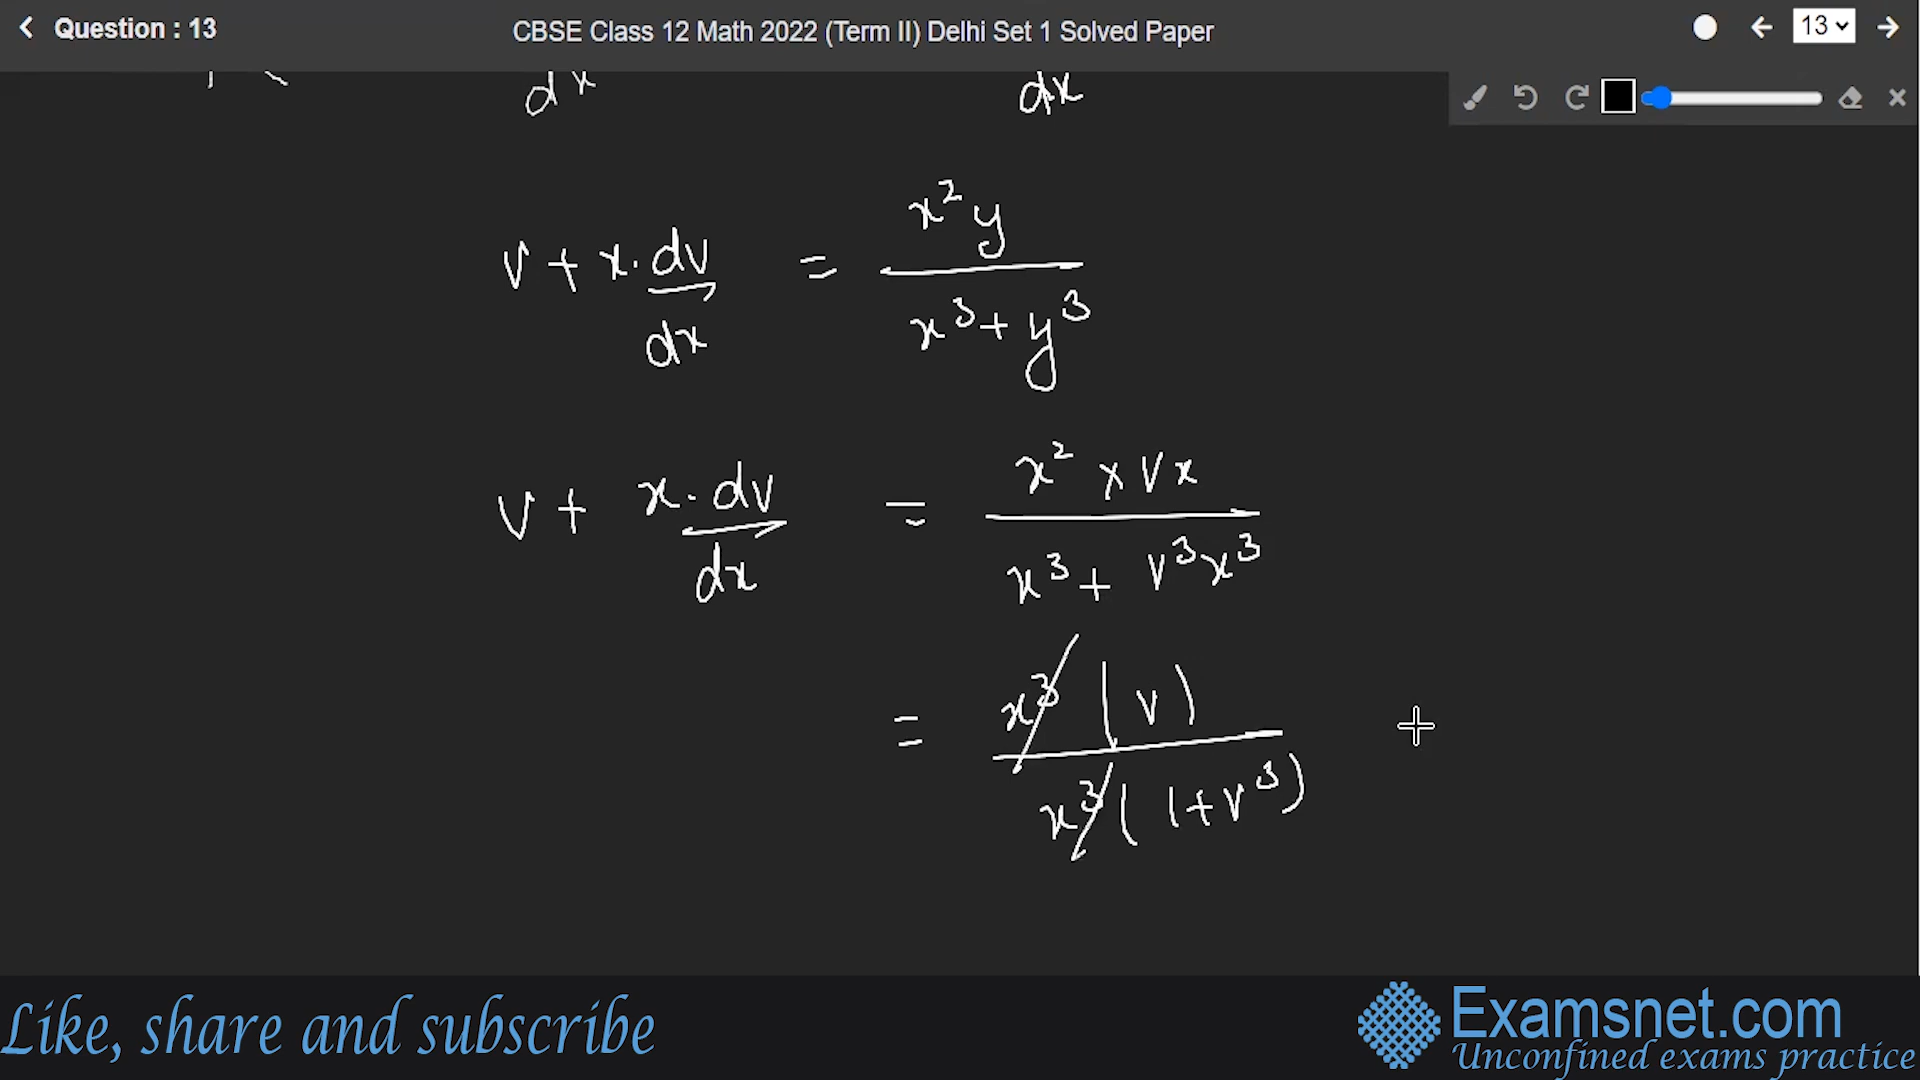 Question : 13
CBSE Class 12 Math 2022 (Term II) Delhi Set 1 Solved Paper
13
dx dx
v + x. dv/dx = x²y / x³+y³
v + x. dv/dx = x² × vx / x³ + v³x³
= x³ (v) / x³ (1+v³)
Like, share and subscribe
Examsnet.com
Unconfined exams practice